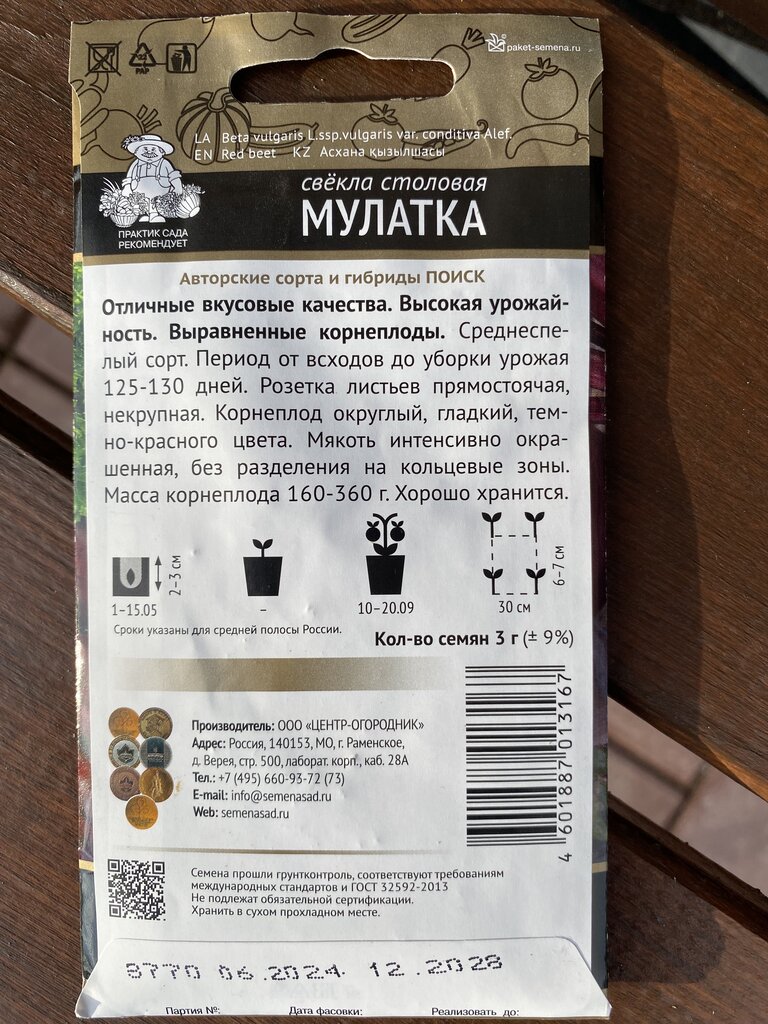 paket-semena.ru
PAP
LA Beta vulgaris L.ssp.vulgaris var. conditiva Alef.
EN Red beet KZ Асхана қызылшасы
ПРАКТИК САДА
РЕКОМЕНДУЕТ
свёкла столовая
МУЛАТКА
Авторские сорта и гибриды ПОИСК
Отличные вкусовые качества. Высокая урожай-
ность. Выравненные корнеплоды. Среднеспе-
лый сорт. Период от всходов до уборки урожая
125-130 дней. Розетка листьев прямостоячая,
некрупная. Корнеплод округлый, гладкий, тем-
но-красного цвета. Мякоть интенсивно окра-
шенная, без разделения на кольцевые зоны.
Масса корнеплода 160-360 г. Хорошо хранится.
2–3 см
6–7 см
1–15.05
–
10–20.09
30 см
Сроки указаны для средней полосы России.
Кол-во семян 3 г (± 9%)
Производитель: ООО «ЦЕНТР-ОГОРОДНИК»
Адрес: Россия, 140153, МО, г. Раменское,
д. Верея, стр. 500, лаборат. корп., каб. 28А
Тел.: +7 (495) 660-93-72 (73)
E-mail: info@semenasad.ru
Web: semenasad.ru
4 601887 013167
Семена прошли грунтконтроль, соответствуют требованиям
международных стандартов и ГОСТ 32592-2013
Не подлежат обязательной сертификации.
Хранить в сухом прохладном месте.
8770 06.2024. 12.2028
Партия №: Дата фасовки: Реализовать до: